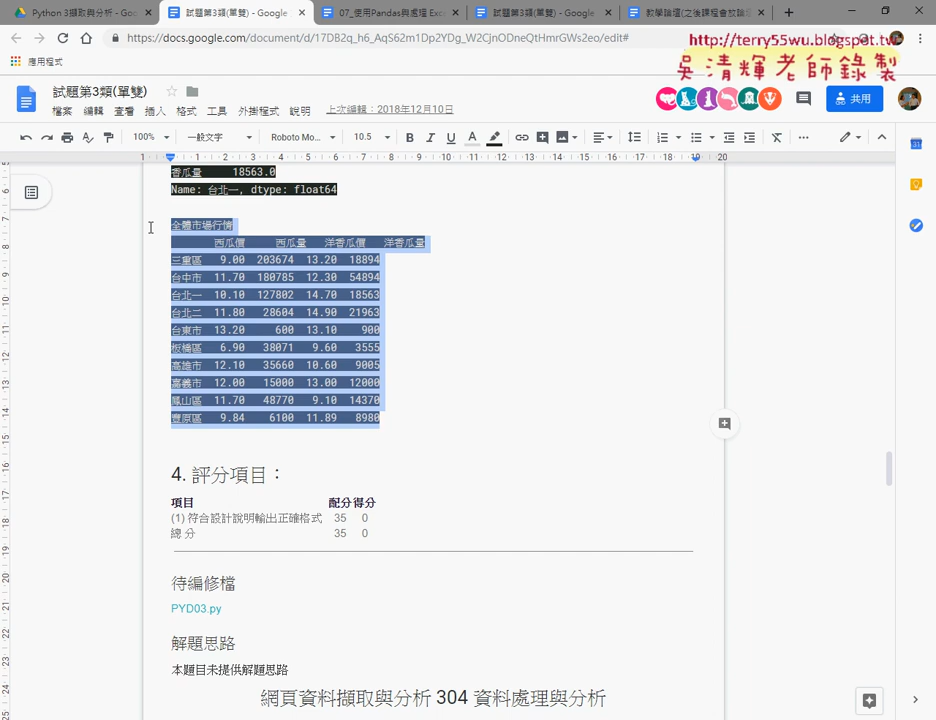 Python 3擷取與分析 - Goo
試題第3類(單雙) - Google
07_使用Pandas與處理 Exce
試題第3類(單雙) - Google
教學論壇(之後課程會放論壇
https://docs.google.com/document/d/17DB2q_h6_AqS62m1Dp2YDg_W2CjnODneQtHmrGWs2eo/edit#
http://terry55wu.blogspot.tw
吳清輝老師錄製
應用程式
試題第3類(單雙)
檔案 編輯 查看 插入 格式 工具 外掛程式 說明 上次編輯：2018年12月10日
共用
100% 一般文字 Roboto Mo... 10.5
香瓜量 18563.0
Name: 台北一, dtype: float64
全體市場行情
西瓜價 西瓜量 洋香瓜價 洋香瓜量
三重區 9.00 203674 13.20 18894
台中市 11.70 180785 12.30 54894
台北一 10.10 127802 14.70 18563
台北二 11.80 28604 14.90 21963
台東市 13.20 600 13.10 900
板橋區 6.90 38071 9.60 3555
高雄市 12.10 35660 10.60 9005
嘉義市 12.00 15000 13.00 12000
鳳山區 11.70 48770 9.10 14370
豐原區 9.84 6100 11.89 8980
4. 評分項目：
項目 配分 得分
(1) 符合設計說明輸出正確格式 35 0
總 分 35 0
待編修檔
PYD03.py
解題思路
本題目未提供解題思路
網頁資料擷取與分析 304 資料處理與分析